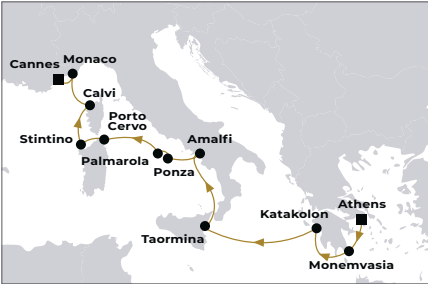 Monaco
Cannes
Calvi
Porto
Cervo
Stintino
Amalfi
Palmarola
Ponza
Athens
Katakolon
Taormina
Monemvasia